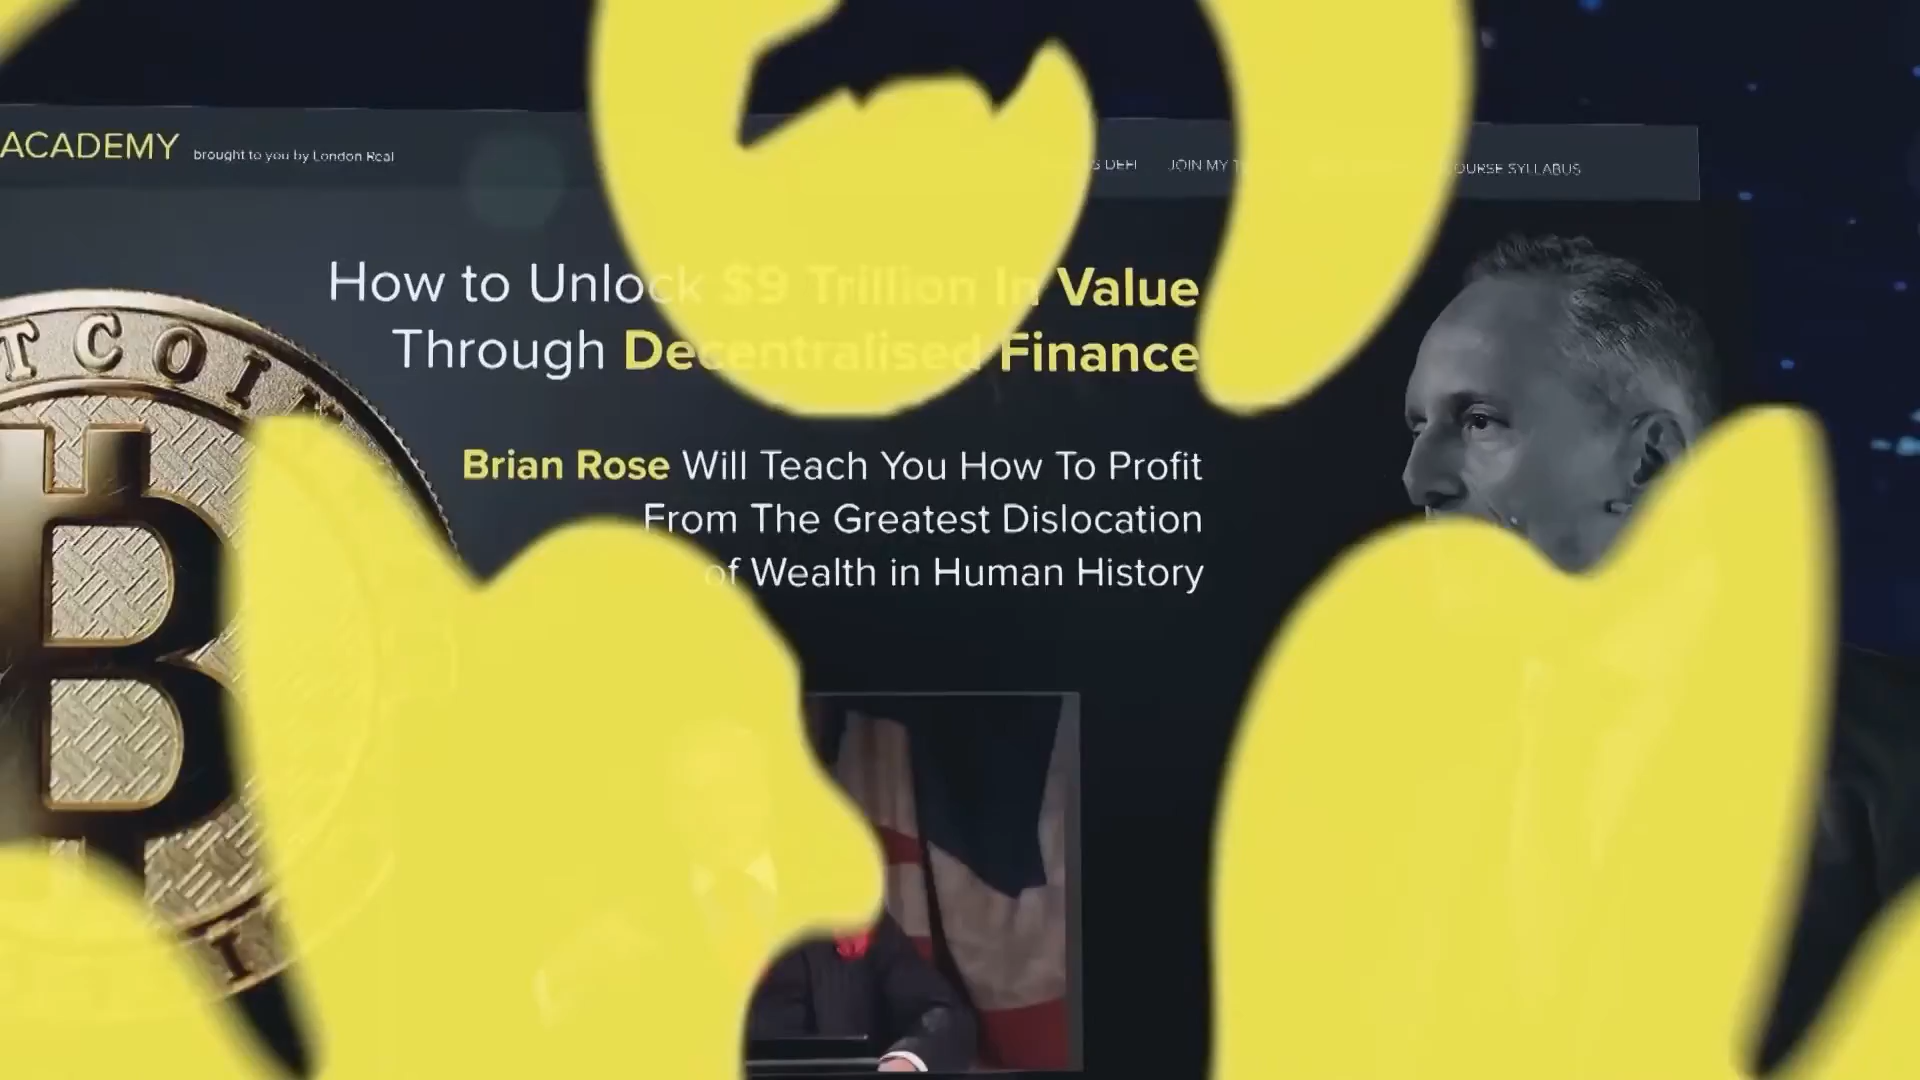 ACADEMY brought to you by London Real
DEFI JOIN MY COURSE SYLLABUS
How to Unlock $9 Trillion In Value
Through Decentralised Finance
Brian Rose Will Teach You How To Profit
From The Greatest Dislocation
of Wealth in Human History
TCOIN